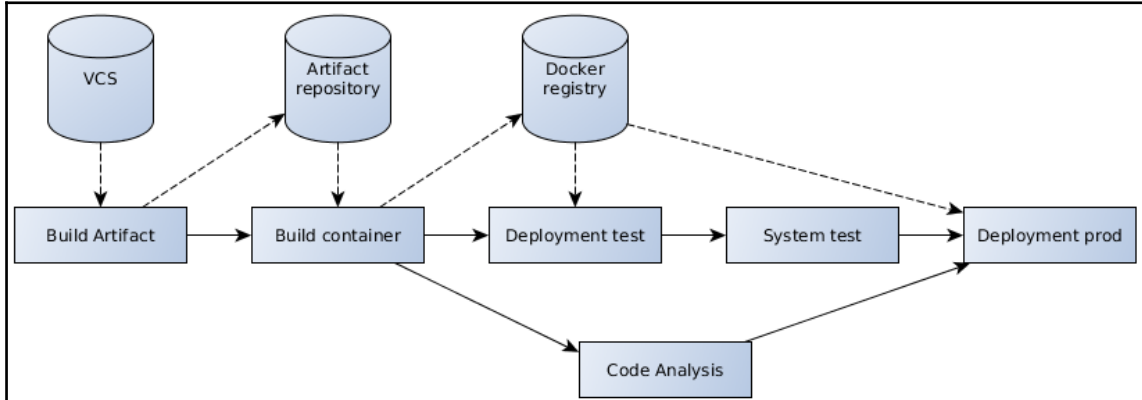 VCS
Artifact
repository
Docker
registry
Build Artifact
Build container
Deployment test
System test
Deployment prod
Code Analysis